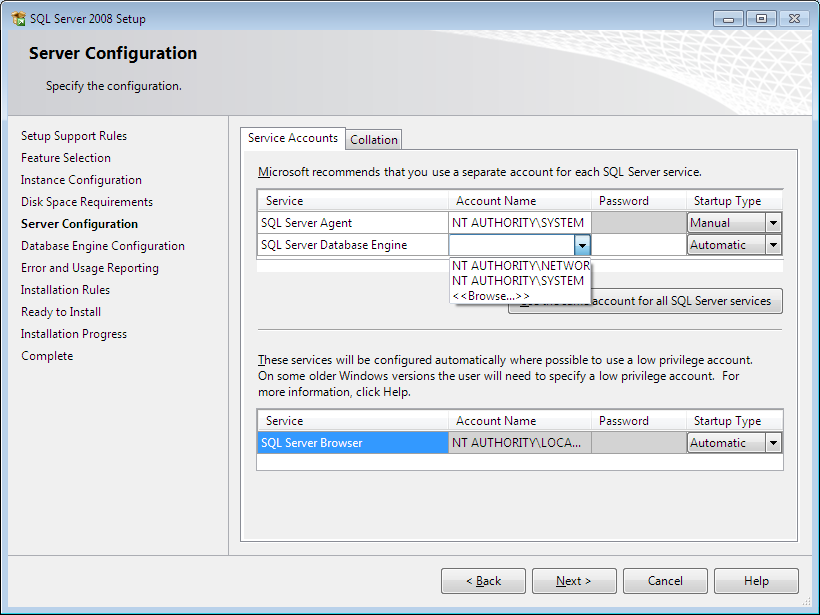 SQL Server 2008 Setup
Server Configuration
Specify the configuration.
Setup Support Rules
Feature Selection
Instance Configuration
Disk Space Requirements
Server Configuration
Database Engine Configuration
Error and Usage Reporting
Installation Rules
Ready to Install
Installation Progress
Complete
Service Accounts Collation
Microsoft recommends that you use a separate account for each SQL Server service.
Service Account Name Password Startup Type
SQL Server Agent NT AUTHORITY\SYSTEM Manual
SQL Server Database Engine Automatic
NT AUTHORITY\NETWOR
NT AUTHORITY\SYSTEM
<<Browse...>>
account for all SQL Server services
These services will be configured automatically where possible to use a low privilege account.
On some older Windows versions the user will need to specify a low privilege account. For
more information, click Help.
Service Account Name Password Startup Type
SQL Server Browser NT AUTHORITY\LOCA... Automatic
< Back Next > Cancel Help